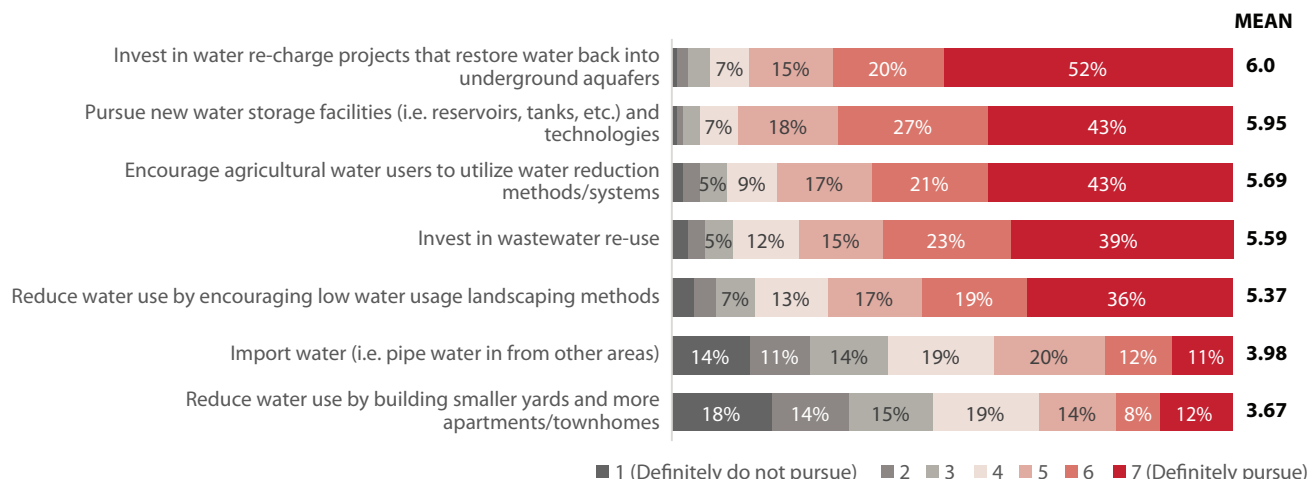 MEAN
Invest in water re-charge projects that restore water back into
underground aquafers
7% 15% 20% 52% 6.0
Pursue new water storage facilities (i.e. reservoirs, tanks, etc.) and
technologies
7% 18% 27% 43% 5.95
Encourage agricultural water users to utilize water reduction
methods/systems
5% 9% 17% 21% 43% 5.69
Invest in wastewater re-use
5% 12% 15% 23% 39% 5.59
Reduce water use by encouraging low water usage landscaping methods
7% 13% 17% 19% 36% 5.37
Import water (i.e. pipe water in from other areas)
14% 11% 14% 19% 20% 12% 11% 3.98
Reduce water use by building smaller yards and more
apartments/townhomes
18% 14% 15% 19% 14% 8% 12% 3.67
1 (Definitely do not pursue) 2 3 4 5 6 7 (Definitely pursue)